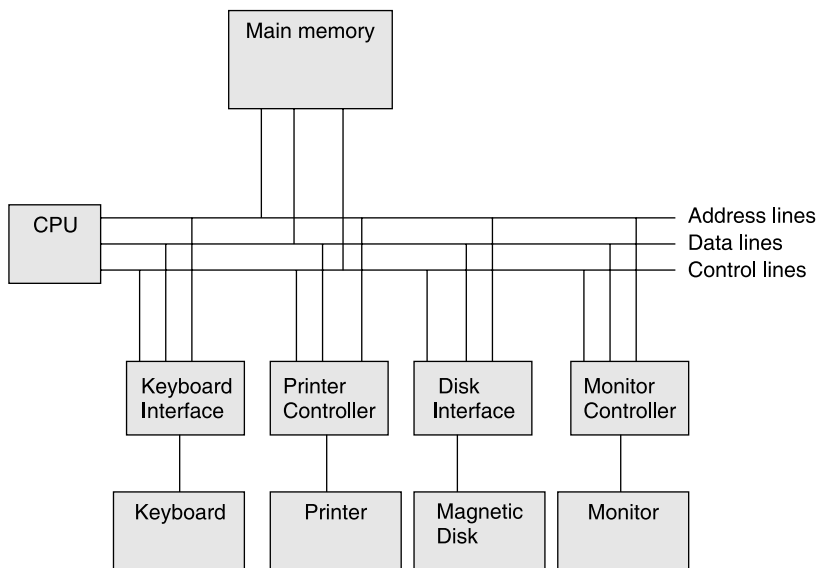 Main memory
CPU
Address lines
Data lines
Control lines
Keyboard
Interface
Printer
Controller
Disk
Interface
Monitor
Controller
Keyboard
Printer
Magnetic
Disk
Monitor